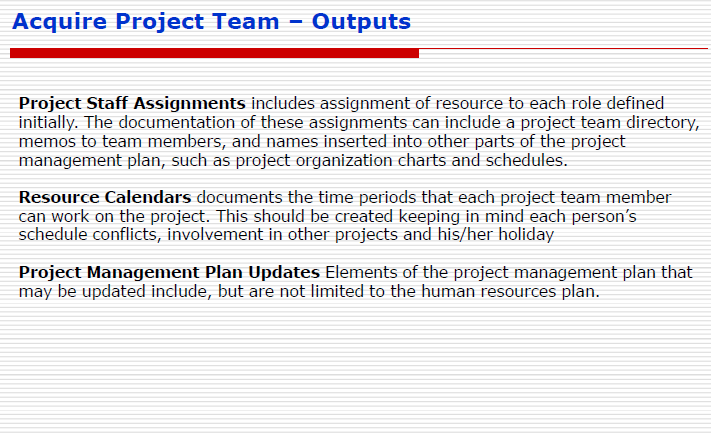 Acquire Project Team – Outputs
Project Staff Assignments includes assignment of resource to each role defined
initially. The documentation of these assignments can include a project team directory,
memos to team members, and names inserted into other parts of the project
management plan, such as project organization charts and schedules.
Resource Calendars documents the time periods that each project team member
can work on the project. This should be created keeping in mind each person’s
schedule conflicts, involvement in other projects and his/her holiday
Project Management Plan Updates Elements of the project management plan that
may be updated include, but are not limited to the human resources plan.